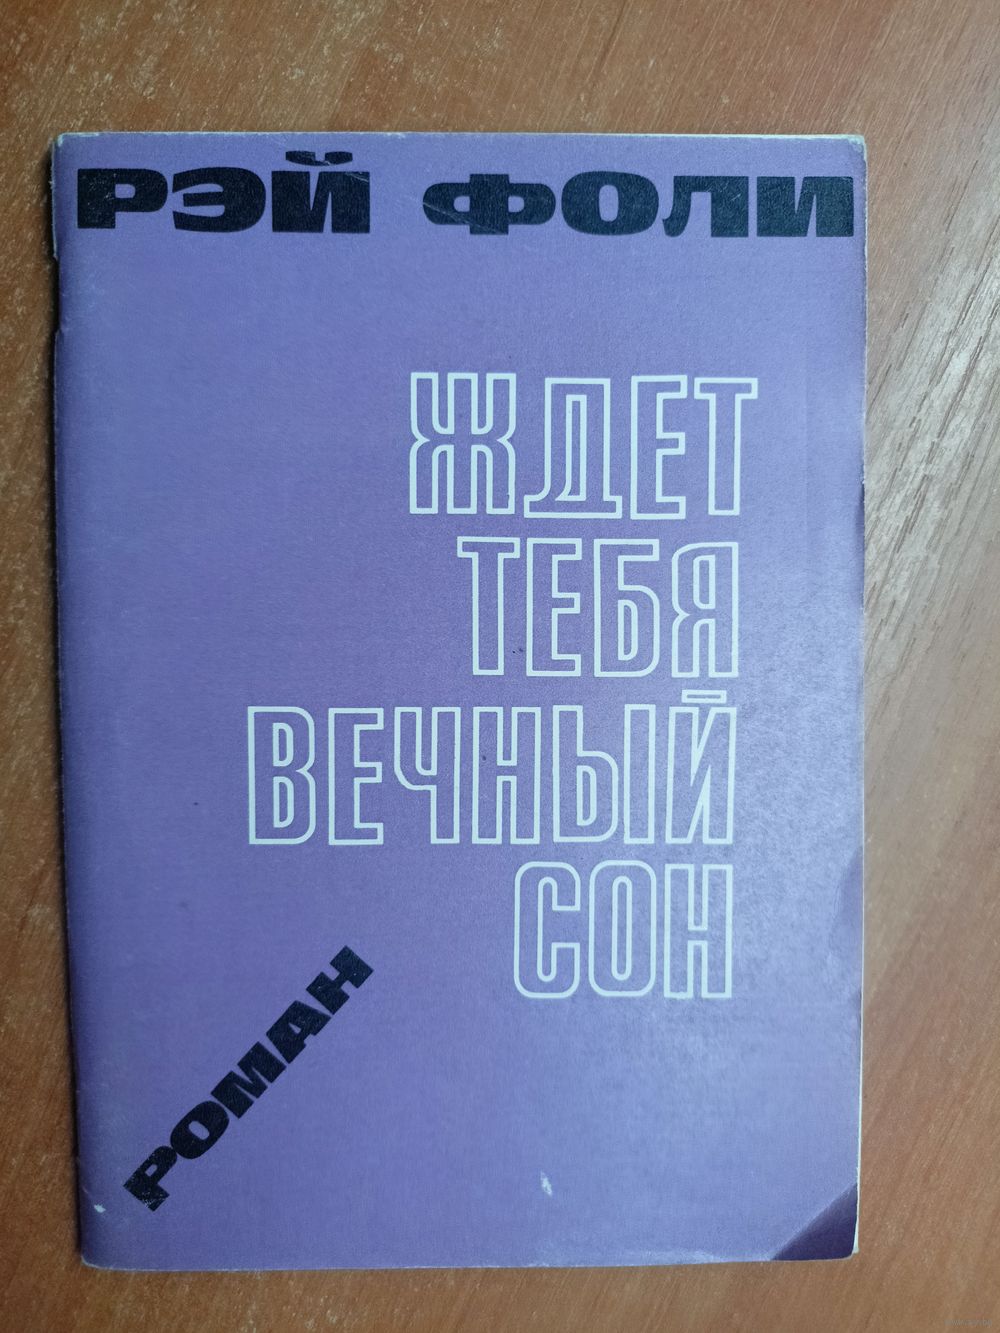 РЭЙ ФОЛИ
ЖДЕТ
ТЕБЯ
ВЕЧНЫЙ
СОН
РОМАН